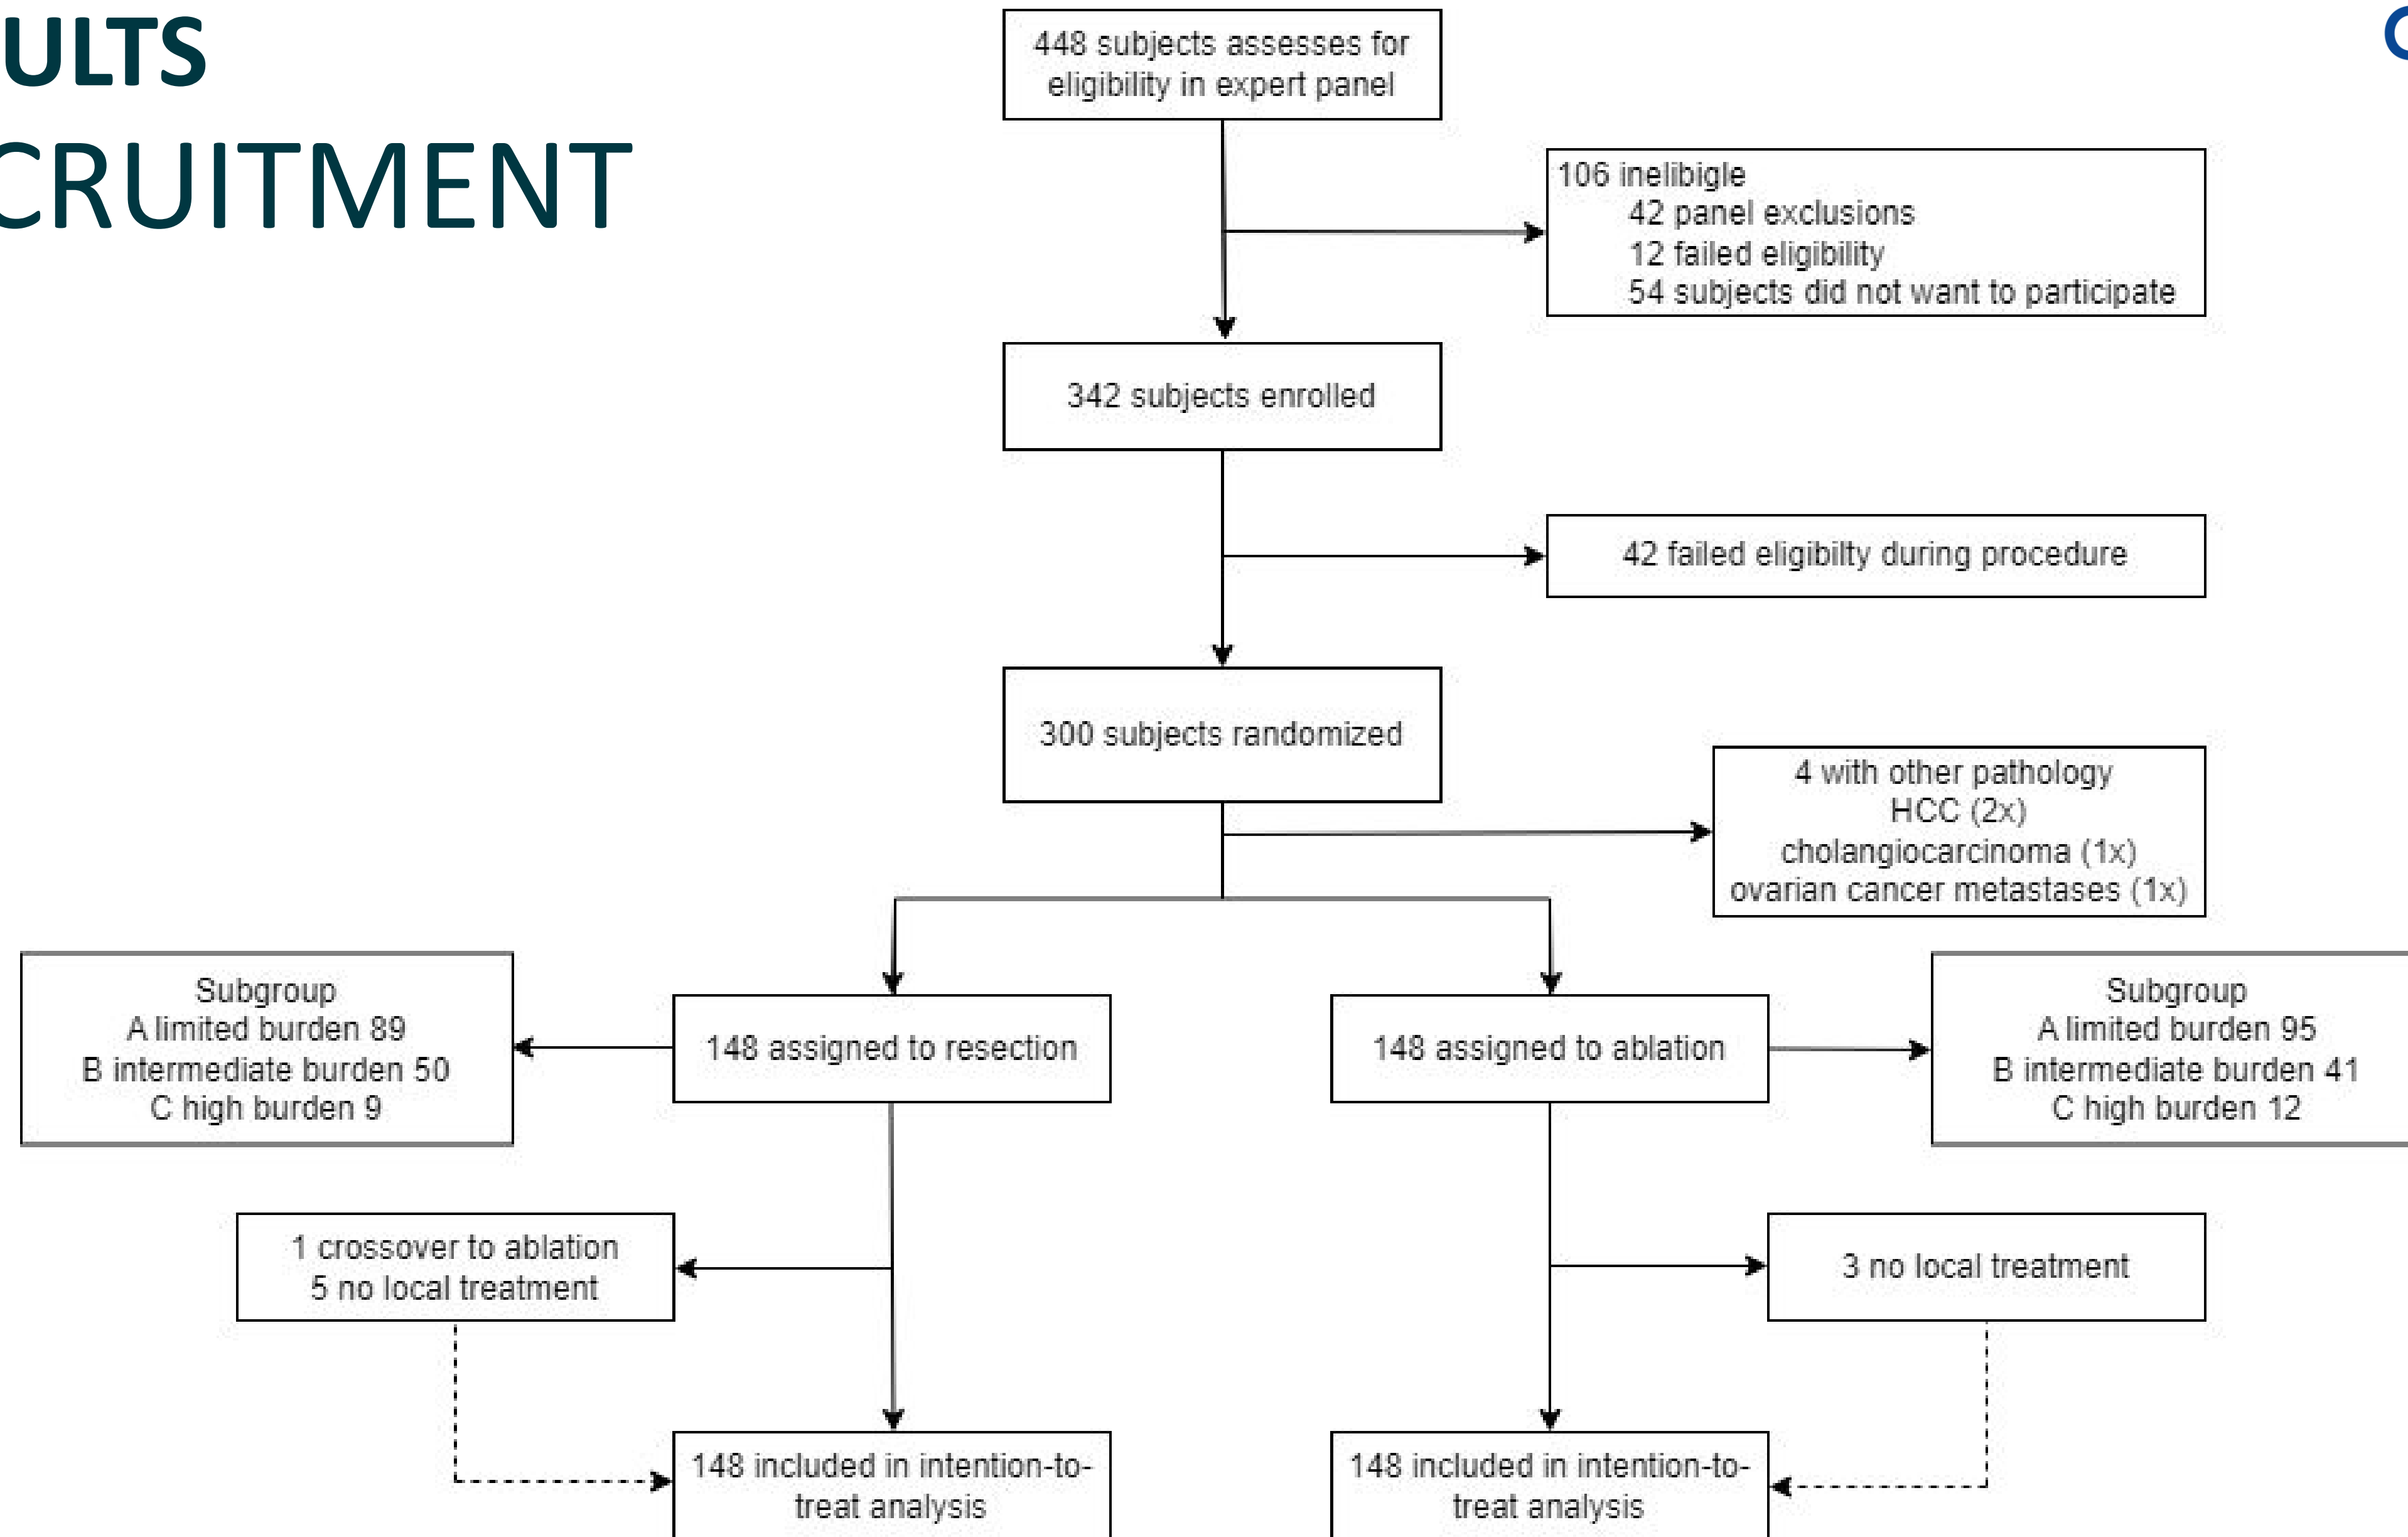 ULTS
CRUITMENT
448 subjects assesses for
eligibility in expert panel
106 inelibigle
42 panel exclusions
12 failed eligibility
54 subjects did not want to participate
342 subjects enrolled
42 failed eligibilty during procedure
300 subjects randomized
4 with other pathology
HCC (2x)
cholangiocarcinoma (1x)
ovarian cancer metastases (1x)
Subgroup
A limited burden 89
B intermediate burden 50
C high burden 9
148 assigned to resection
148 assigned to ablation
Subgroup
A limited burden 95
B intermediate burden 41
C high burden 12
1 crossover to ablation
5 no local treatment
3 no local treatment
148 included in intention-to-
treat analysis
148 included in intention-to-
treat analysis